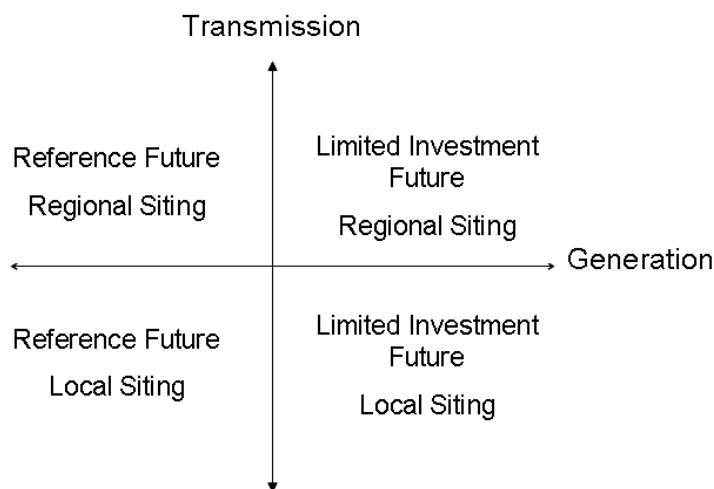 Transmission
Reference Future
Regional Siting
Limited Investment
Future
Regional Siting
Generation
Reference Future
Local Siting
Limited Investment
Future
Local Siting